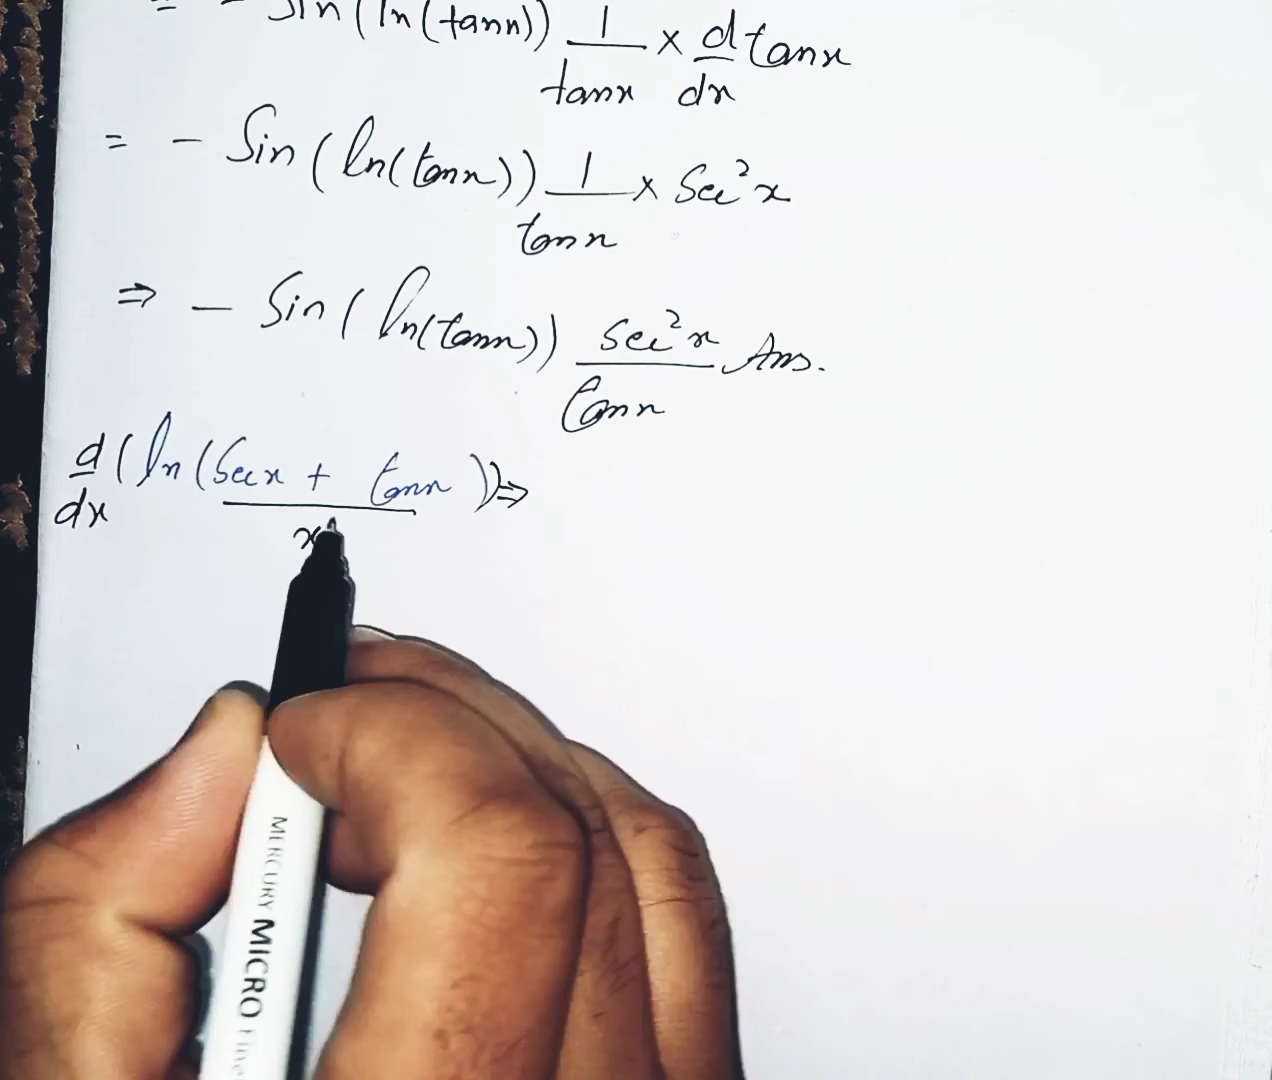 = - Sin(ln(tanx)) 1/tanx × d/dx tanx
= - Sin(ln(tanx)) 1/tanx × Sec²x
⇒ - Sin(ln(tanx)) sec²x/tanx Ans.
d/dx (ln(Secx + tanx)) ⇒
x
MERCURY MICRO Fine